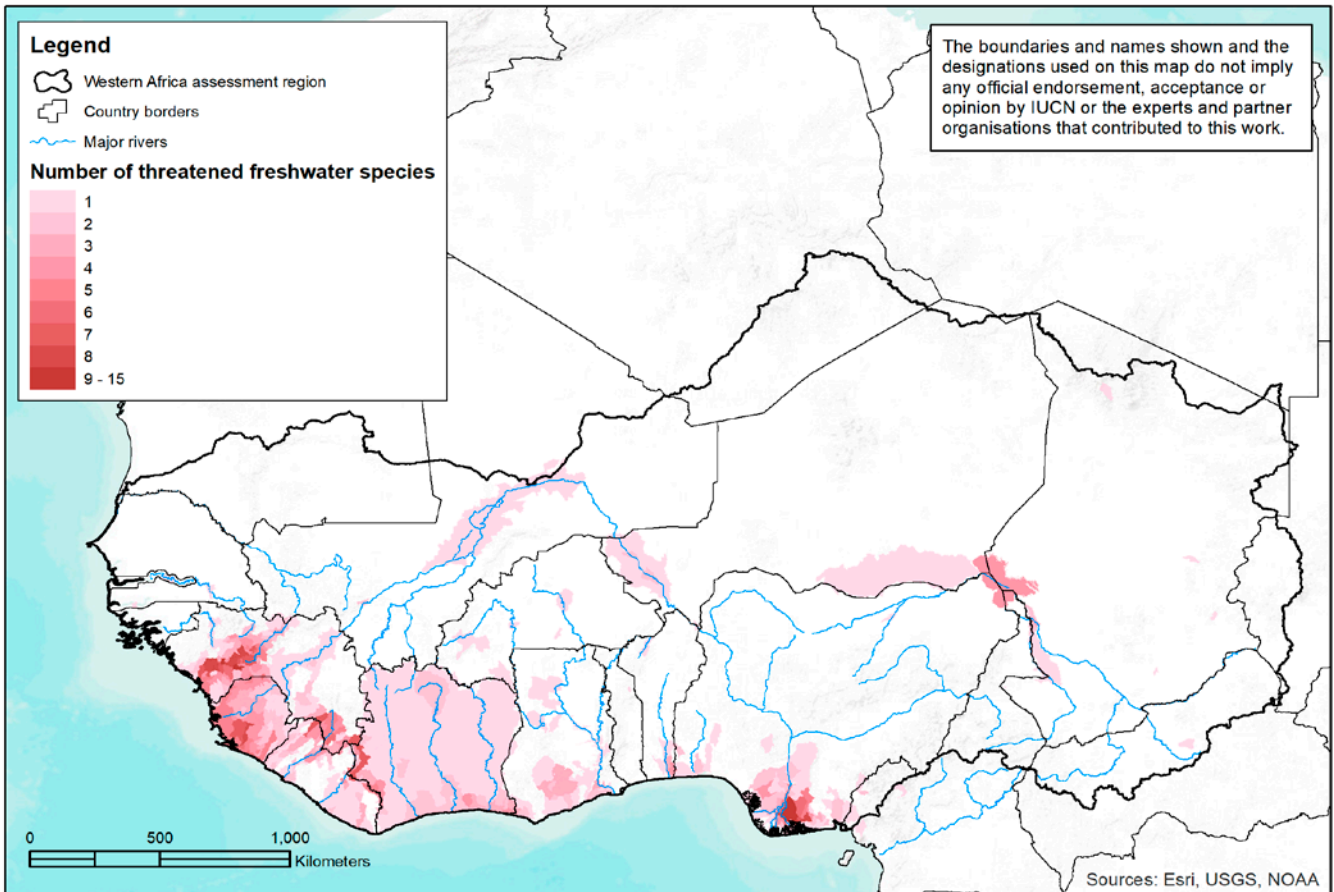 Legend
Western Africa assessment region
Country borders
Major rivers
Number of threatened freshwater species
1
2
3
4
5
6
7
8
9 - 15
The boundaries and names shown and the
designations used on this map do not imply
any official endorsement, acceptance or
opinion by IUCN or the experts and partner
organisations that contributed to this work.
0 500 1,000
Kilometers
Sources: Esri, USGS, NOAA